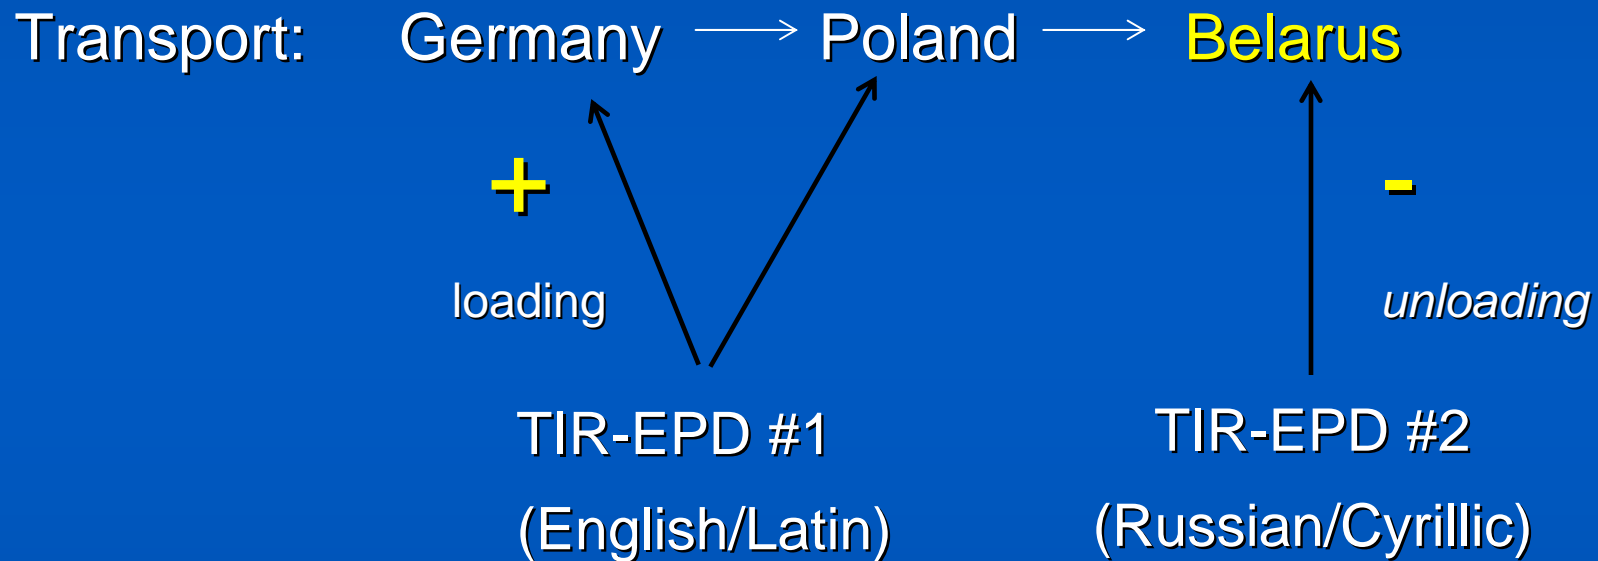 Transport: Germany Poland Belarus
+ -
loading unloading
TIR-EPD #1 TIR-EPD #2
(English/Latin) (Russian/Cyrillic)